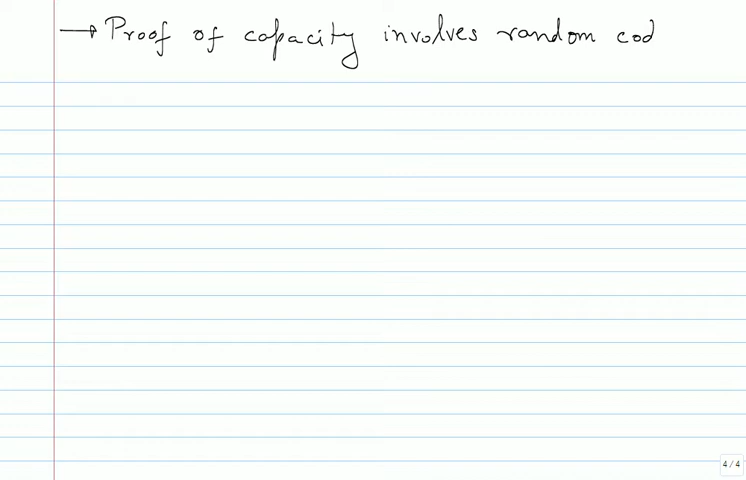 → Proof of capacity involves random cod
4 / 4